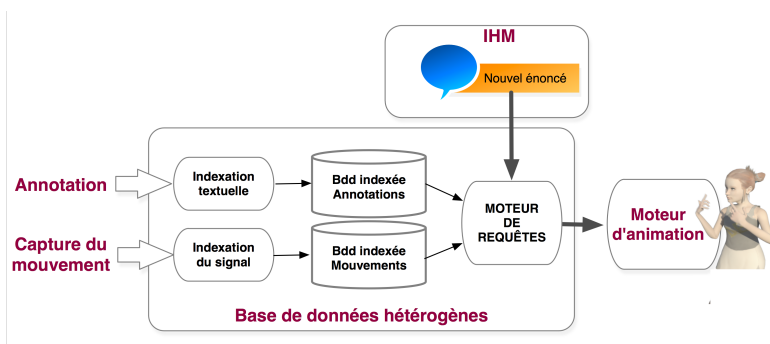 IHM
Nouvel énoncé
Annotation
Indexation
textuelle
Bdd indexée
Annotations
Capture du
mouvement
Indexation
du signal
Bdd indexée
Mouvements
MOTEUR
DE
REQUÊTES
Moteur
d'animation
Base de données hétérogènes